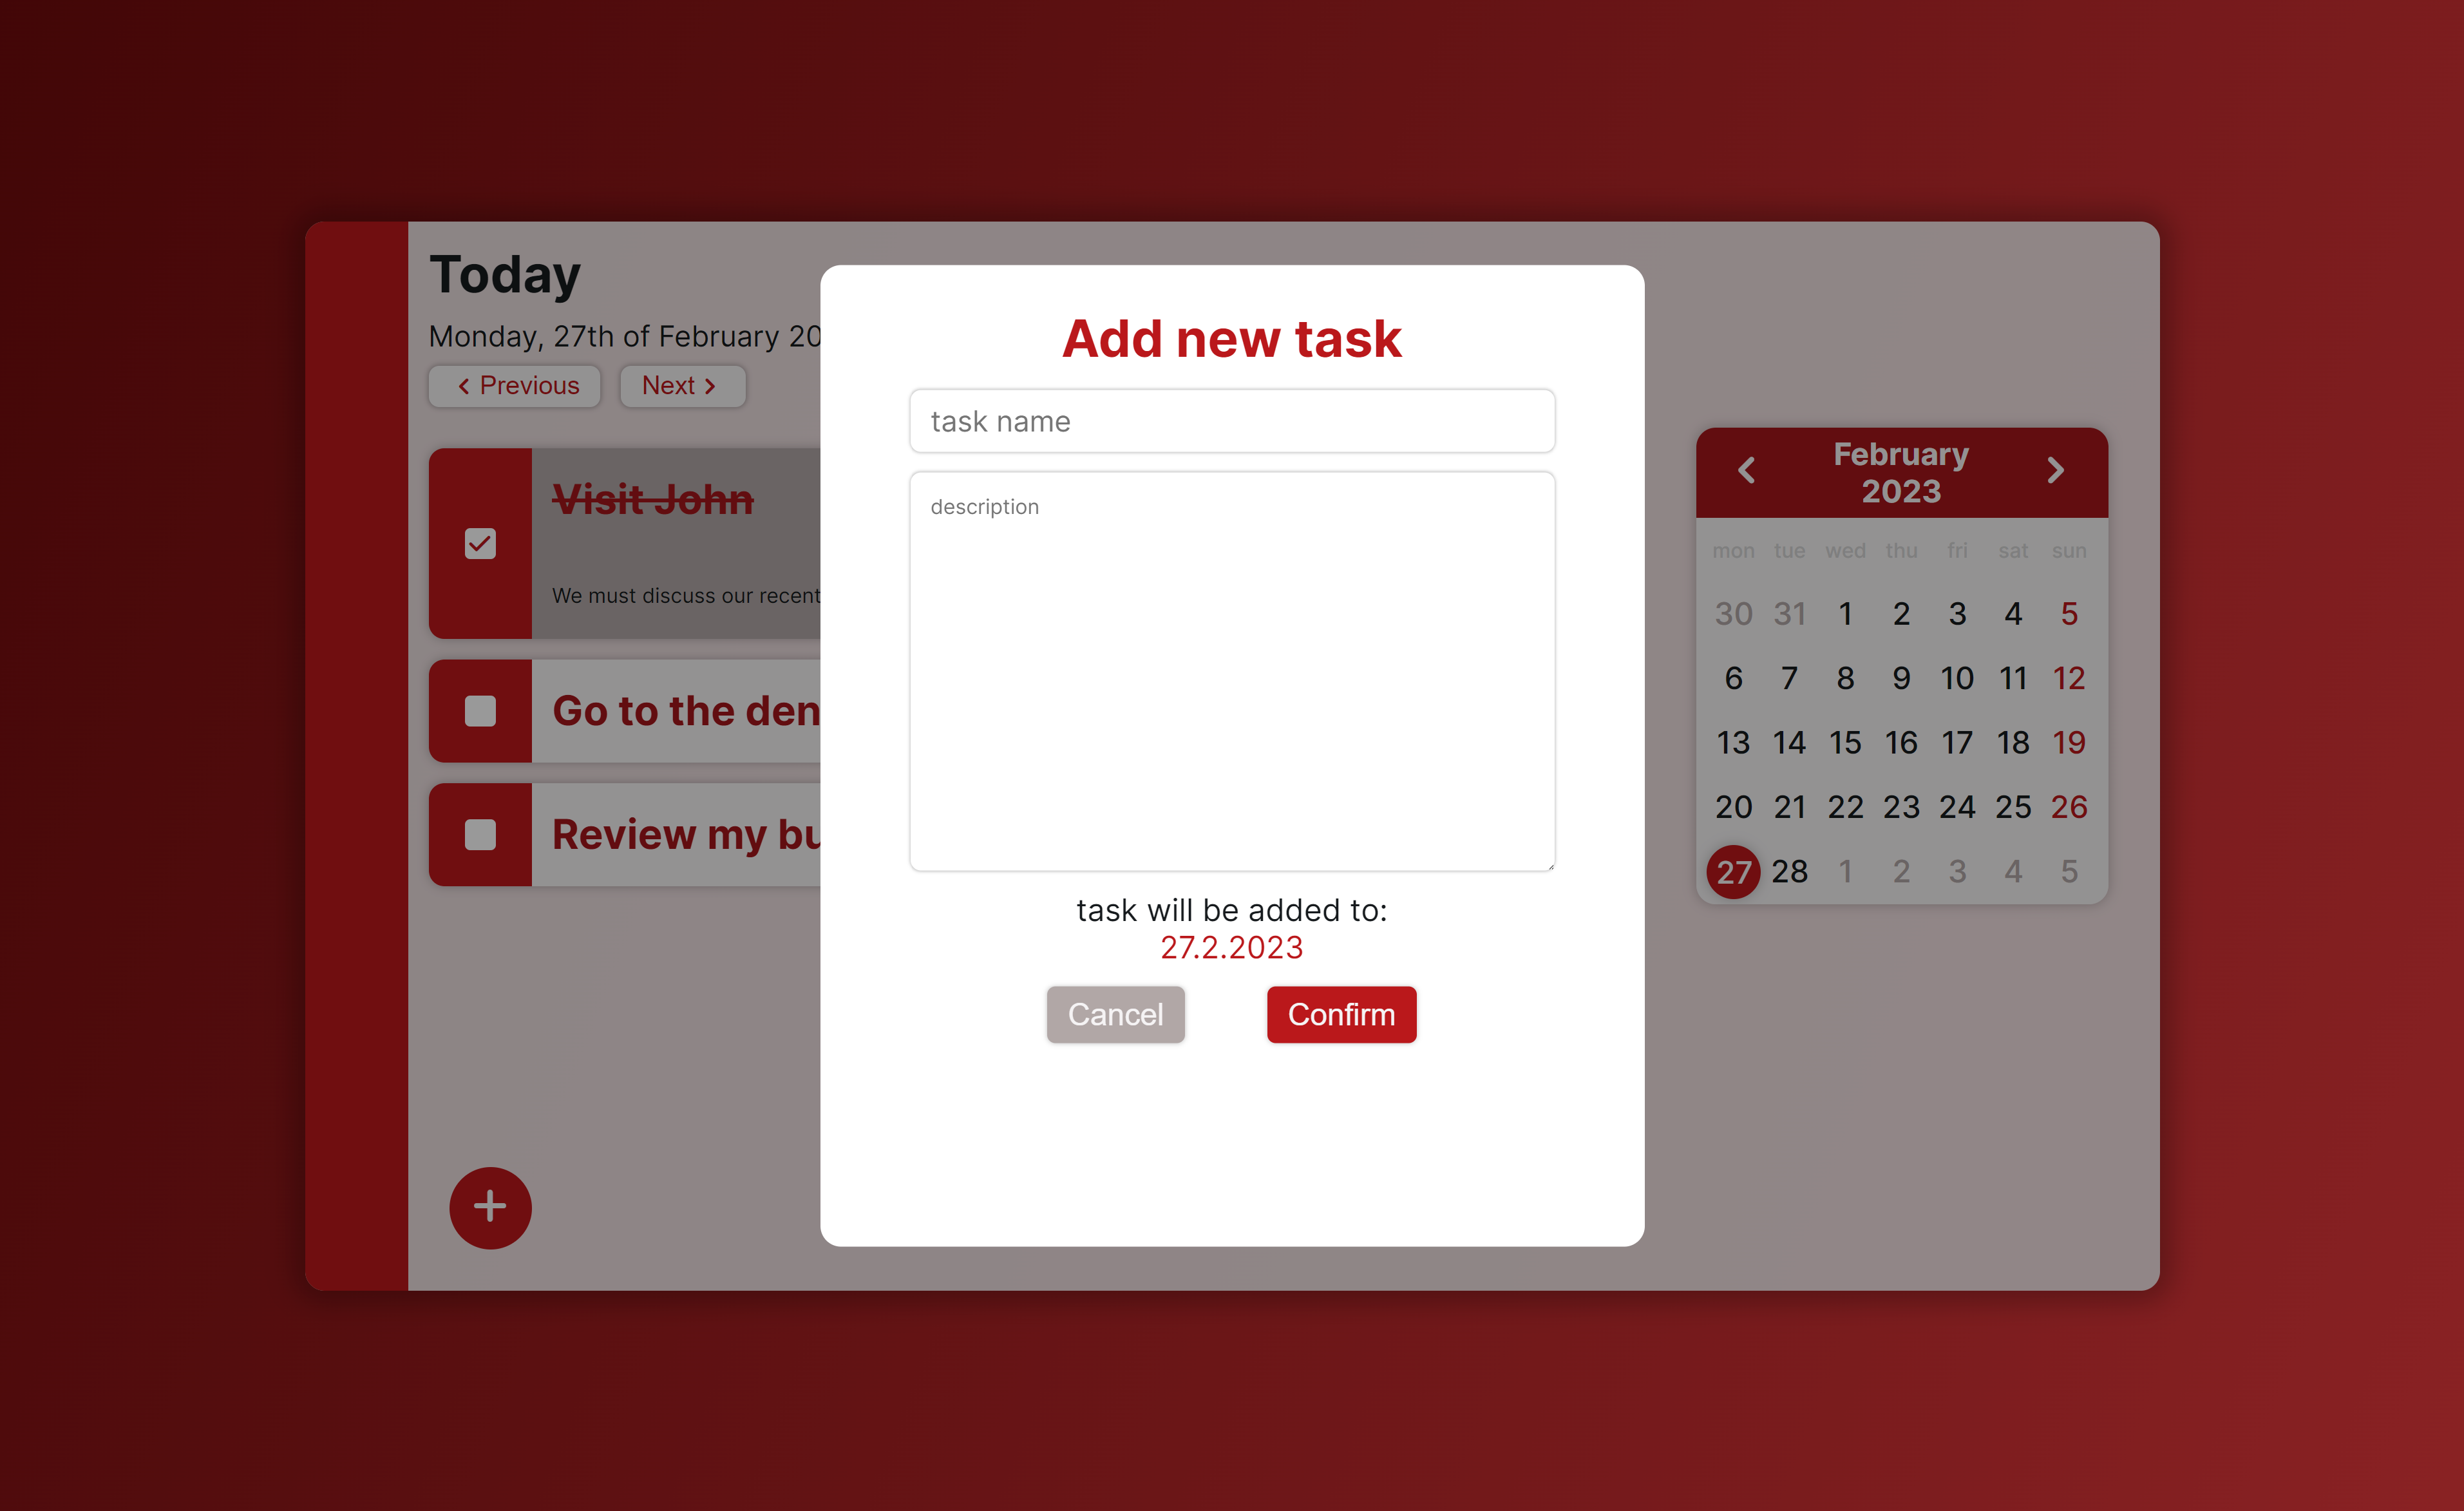 Today
Monday, 27th of February 20
Previous
Next
Visit John
We must discuss our recent
Go to the den
Review my bu
Add new task
task name
description
task will be added to:
27.2.2023
Cancel
Confirm
February
2023
mon tue wed thu fri sat sun
30 31 1 2 3 4 5
6 7 8 9 10 11 12
13 14 15 16 17 18 19
20 21 22 23 24 25 26
27 28 1 2 3 4 5